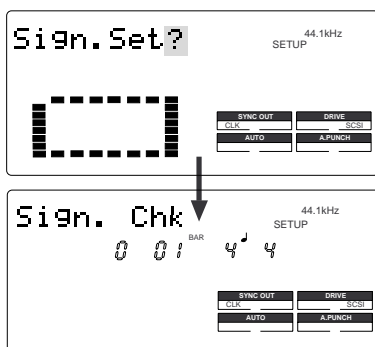 Sign.Set?
44.1kHz
SETUP
SYNC OUT DRIVE
CLK SCSI
AUTO A.PUNCH
Sign. Chk
44.1kHz
SETUP
0 01 BAR 4 4
SYNC OUT DRIVE
CLK SCSI
AUTO A.PUNCH